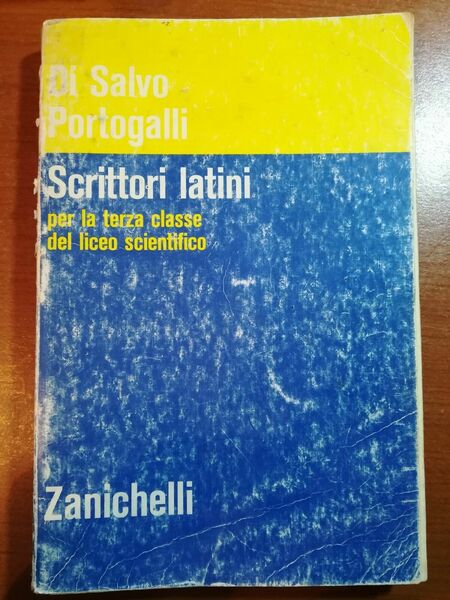 Di Salvo
Portogalli
Scrittori latini
per la terza classe
del liceo scientifico
Zanichelli